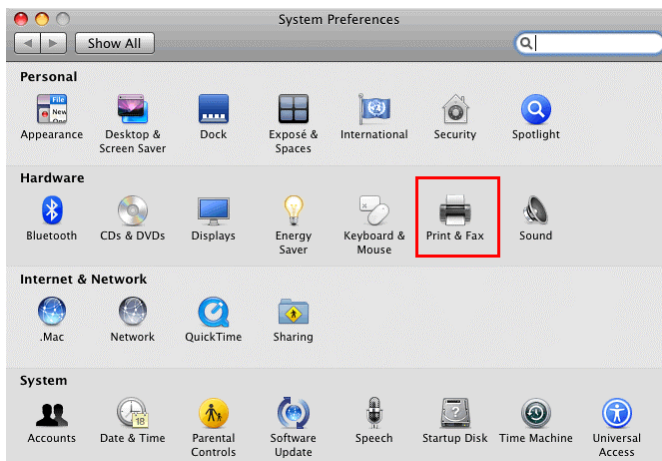 System Preferences
Show All
Personal
File
New
Appearance
Desktop &
Screen Saver
Dock
Exposé &
Spaces
International
Security
Spotlight
Hardware
Bluetooth
CDs & DVDs
Displays
Energy
Saver
Keyboard &
Mouse
Print & Fax
Sound
Internet & Network
.Mac
Network
QuickTime
Sharing
System
18
?
Accounts
Date & Time
Parental
Controls
Software
Update
Speech
Startup Disk
Time Machine
Universal
Access